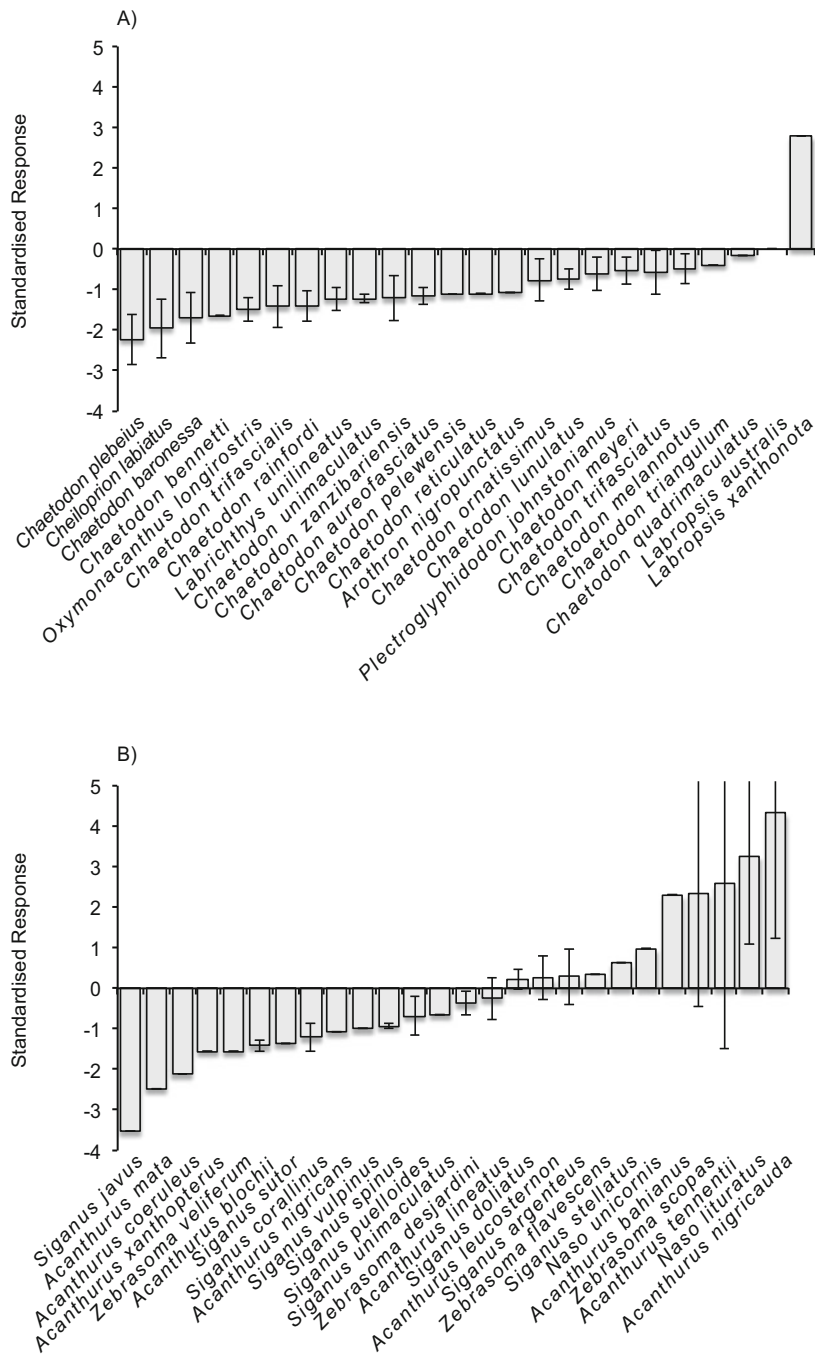 A)
5
4
3
2
1
0
-1
-2
-3
-4
Standardised Response
Chaetodon plebeius
Cheiloprion labiatus
Chaetodon baronessa
Chaetodon bennetti
Oxymonacanthus longirostris
Chaetodon trifascialis
Chaetodon rainfordi
Labrichthys unilineatus
Chaetodon unimaculatus
Chaetodon zanzibariensis
Chaetodon aureofasciatus
Chaetodon pelewensis
Chaetodon reticulatus
Arothron nigropunctatus
Chaetodon ornatissimus
Chaetodon lunulatus
Plectroglyphidodon johnstonianus
Chaetodon meyeri
Chaetodon trifasciatus
Chaetodon melannotus
Chaetodon triangulum
Chaetodon quadrimaculatus
Labropsis australis
Labropsis xanthonota
B)
5
4
3
2
1
0
-1
-2
-3
-4
Standardised Response
Siganus javus
Acanthurus mata
Acanthurus coeruleus
Acanthurus xanthopterus
Zebrasoma veliferum
Acanthurus blochii
Siganus sutor
Siganus corallinus
Acanthurus nigricans
Siganus vulpinus
Siganus spinus
Siganus puelloides
Siganus unimaculatus
Zebrasoma desjardini
Acanthurus lineatus
Siganus doliatus
Acanthurus leucosternon
Siganus argenteus
Zebrasoma flavescens
Siganus stellatus
Naso unicornis
Acanthurus bahianus
Zebrasoma scopas
Acanthurus tennentii
Naso lituratus
Acanthurus nigricauda